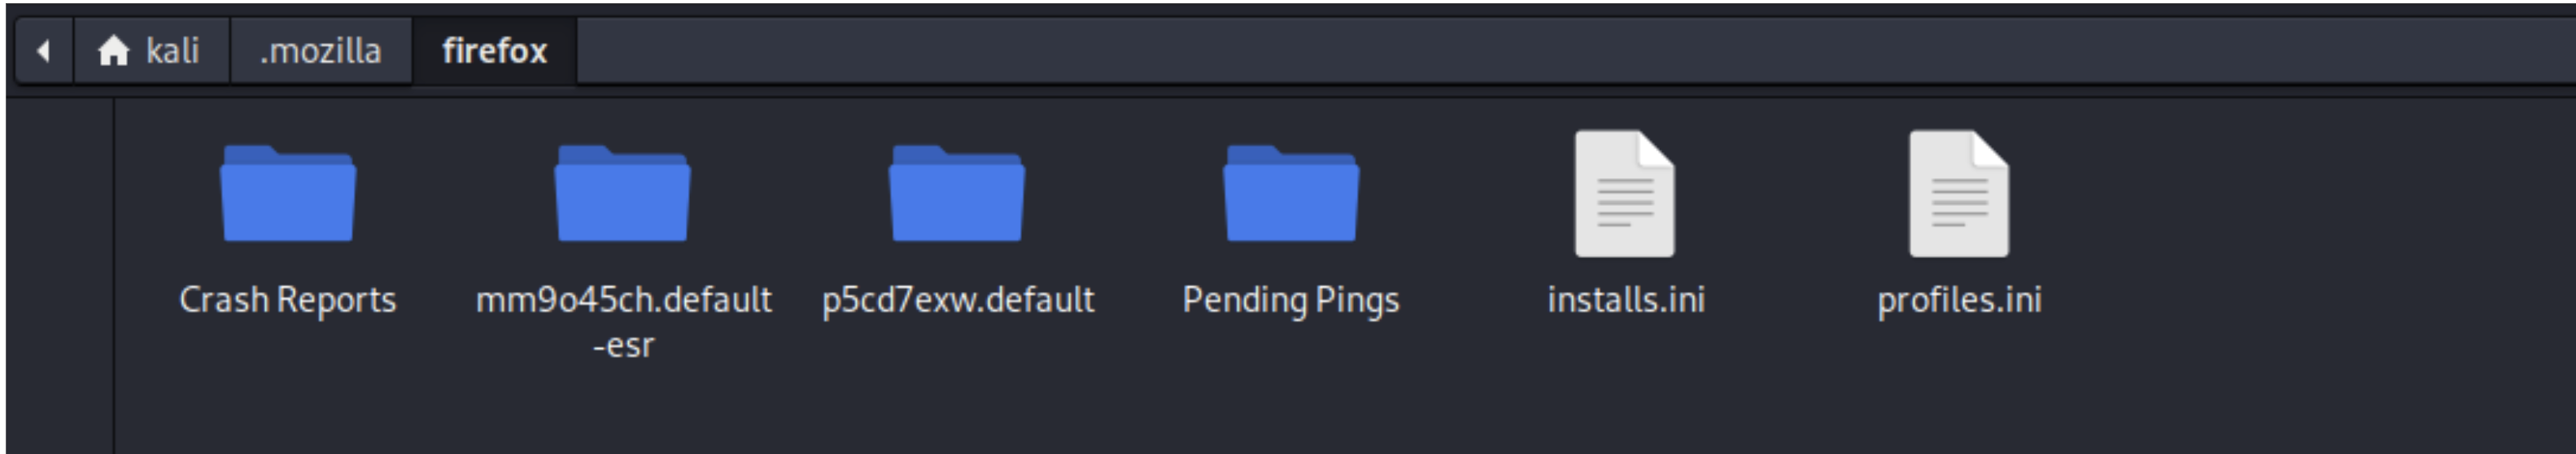 kali
.mozilla
firefox
Crash Reports
mm9o45ch.default
-esr
p5cd7exw.default
Pending Pings
installs.ini
profiles.ini